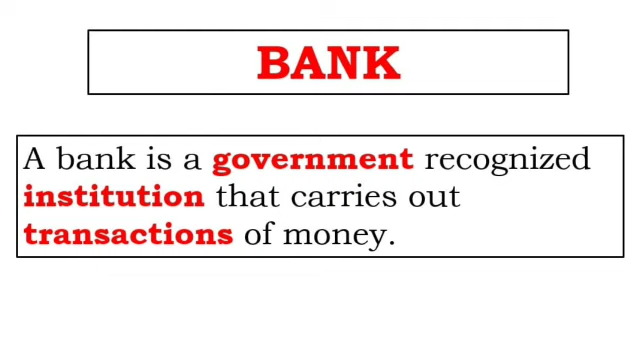 BANK
A bank is a government recognized
institution that carries out
transactions of money.